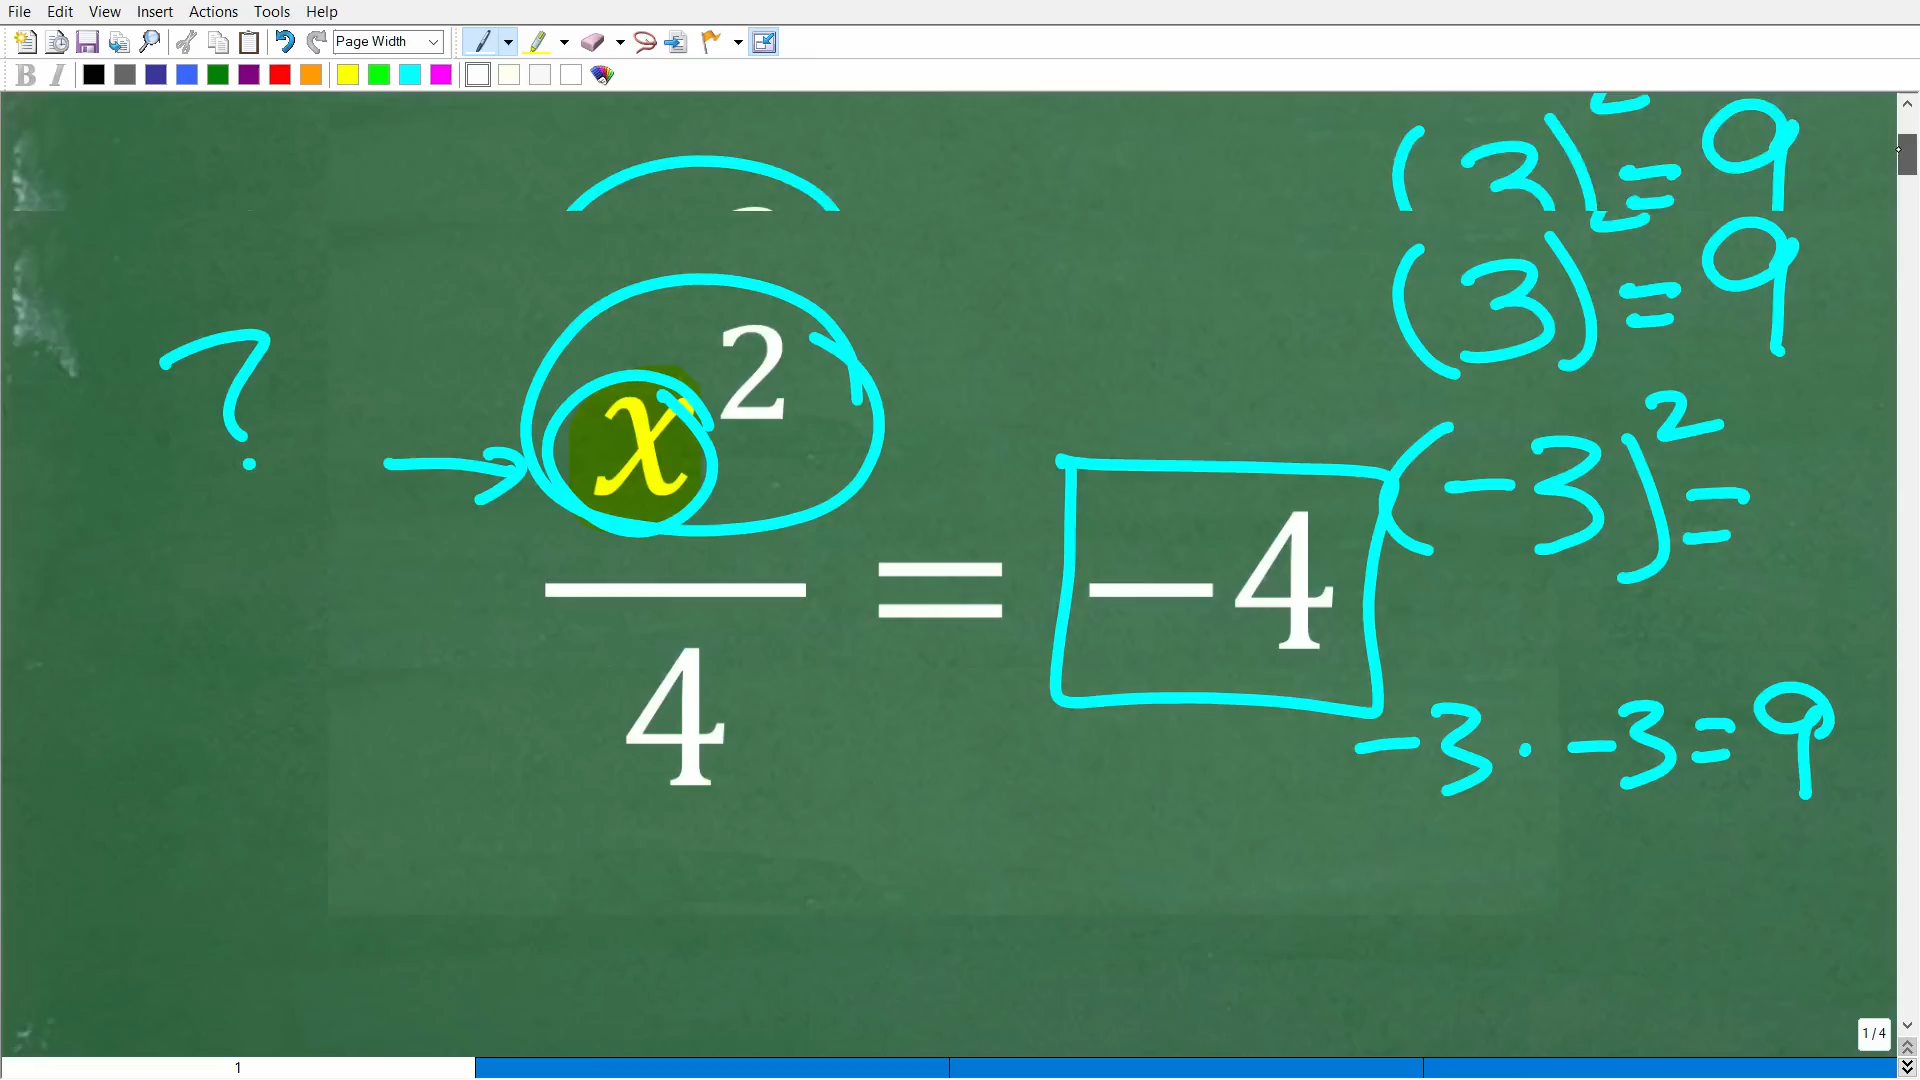 File Edit View Insert Actions Tools Help
Page Width
B I
(3)² = 9
(3)² = 9
?
x²
(-3)² =
= -4
4
-3 · -3 = 9
1 / 4
1